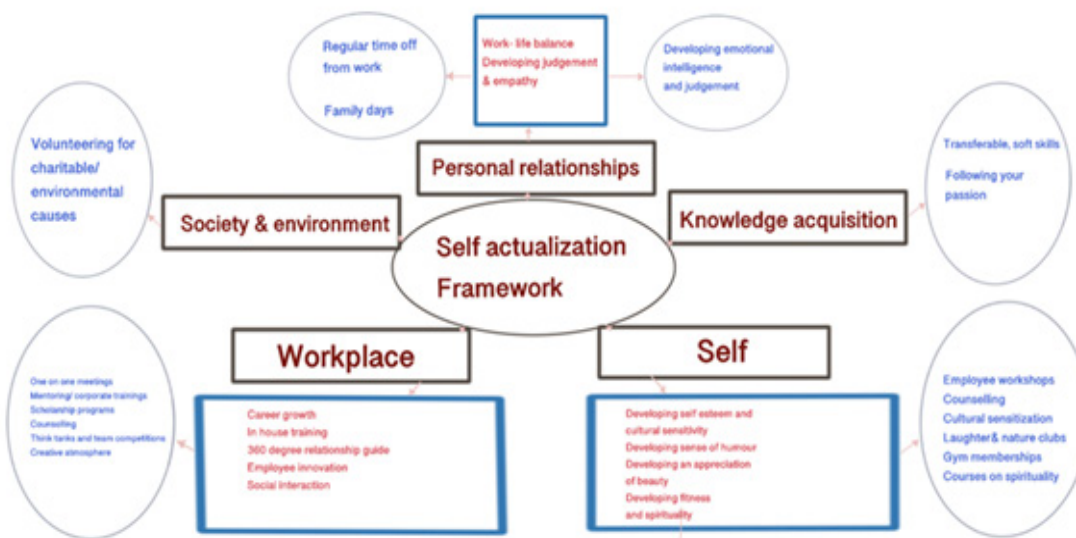 Regular time off
from work
Family days
Work- life balance
Developing judgement
& empathy
Developing emotional
intelligence
and judgement
Volunteering for
charitable/
environmental
causes
Personal relationships
Transferable, soft skills
Following your
passion
Society & environment
Knowledge acquisition
Self actualization
Framework
Workplace
Self
One on one meetings
Mentoring/ corporate trainings
Scholarship programs
Counselling
Think tanks and team competitions
Creative atmosphere
Career growth
In house training
360 degree relationship guide
Employee innovation
Social interaction
Developing self esteem and
cultural sensitivity
Developing sense of humour
Developing an appreciation
of beauty
Developing fitness
and spirituality
Employee workshops
Counselling
Cultural sensitization
Laughter & nature clubs
Gym memberships
Courses on spirituality